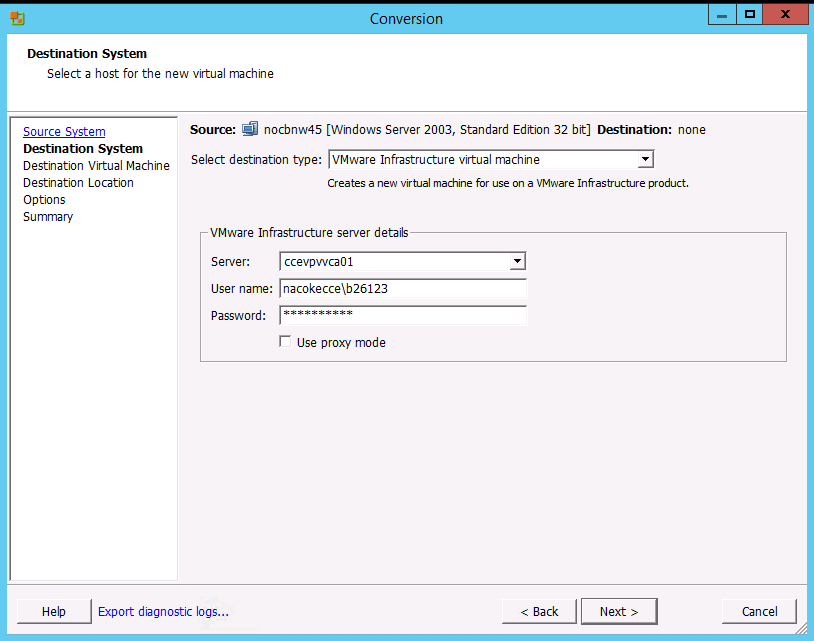 Conversion
Destination System
Select a host for the new virtual machine
Source System
Destination System
Destination Virtual Machine
Destination Location
Options
Summary
Source: nocbnw45 [Windows Server 2003, Standard Edition 32 bit] Destination: none
Select destination type: VMware Infrastructure virtual machine
Creates a new virtual machine for use on a VMware Infrastructure product.
VMware Infrastructure server details
Server: ccevpvvca01
User name: nacokecce\b26123
Password: **********
Use proxy mode
Help Export diagnostic logs... < Back Next > Cancel